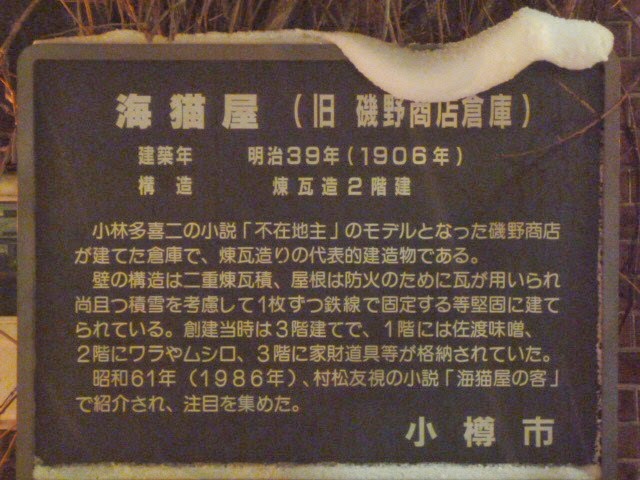 海猫屋（旧 磯野商店倉庫）
建築年 明治39年（1906年）
構造 煉瓦造2階建
小林多喜二の小説「不在地主」のモデルとなった磯野商店
が建てた倉庫で、煉瓦造りの代表的建造物である。
壁の構造は二重煉瓦積、屋根は防火のために瓦が用いられ
尚且つ積雪を考慮して1枚ずつ鉄線で固定する等堅固に建て
られている。創建当時は3階建てで、1階には佐渡味噌、
2階にワラやムシロ、3階に家財道具等が格納されていた。
昭和61年（1986年）、村松友視の小説「海猫屋の客」
で紹介され、注目を集めた。
小樽市